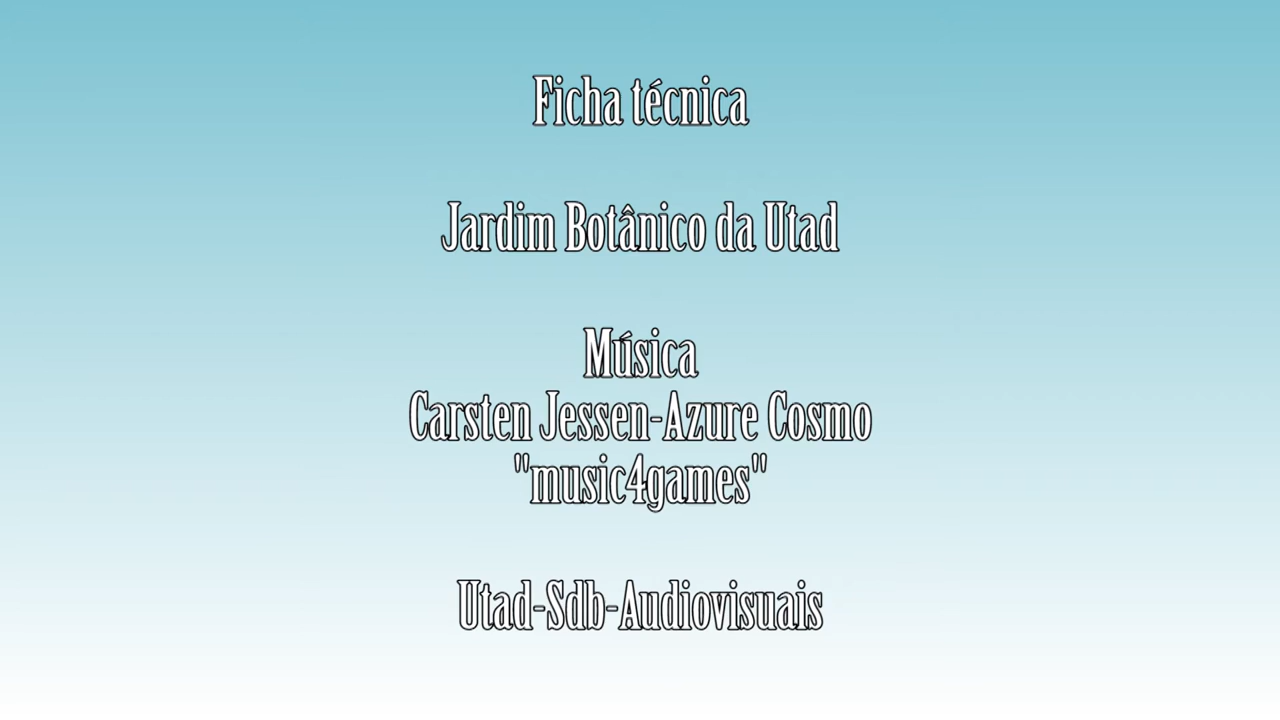 Ficha técnica
Jardim Botânico da Utad
Música
Carsten Jessen-Azure Cosmo
"music4games"
Utad-Sdb-Audiovisuais